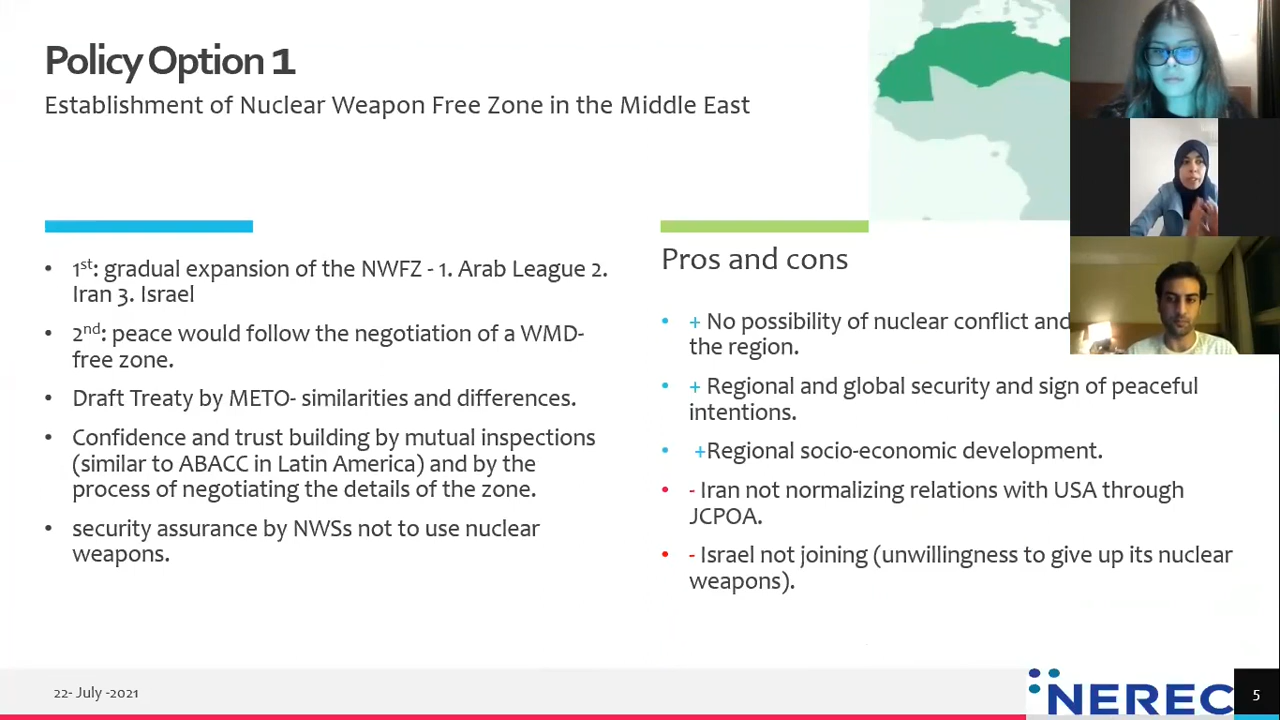 Policy Option 1
Establishment of Nuclear Weapon Free Zone in the Middle East
• 1st: gradual expansion of the NWFZ - 1. Arab League 2.
Iran 3. Israel
• 2nd: peace would follow the negotiation of a WMD-
free zone.
• Draft Treaty by METO- similarities and differences.
• Confidence and trust building by mutual inspections
(similar to ABACC in Latin America) and by the
process of negotiating the details of the zone.
• security assurance by NWSs not to use nuclear
weapons.
Pros and cons
• + No possibility of nuclear conflict and
the region.
• + Regional and global security and sign of peaceful
intentions.
• +Regional socio-economic development.
• - Iran not normalizing relations with USA through
JCPOA.
• - Israel not joining (unwillingness to give up its nuclear
weapons).
22- July -2021
NEREC
5